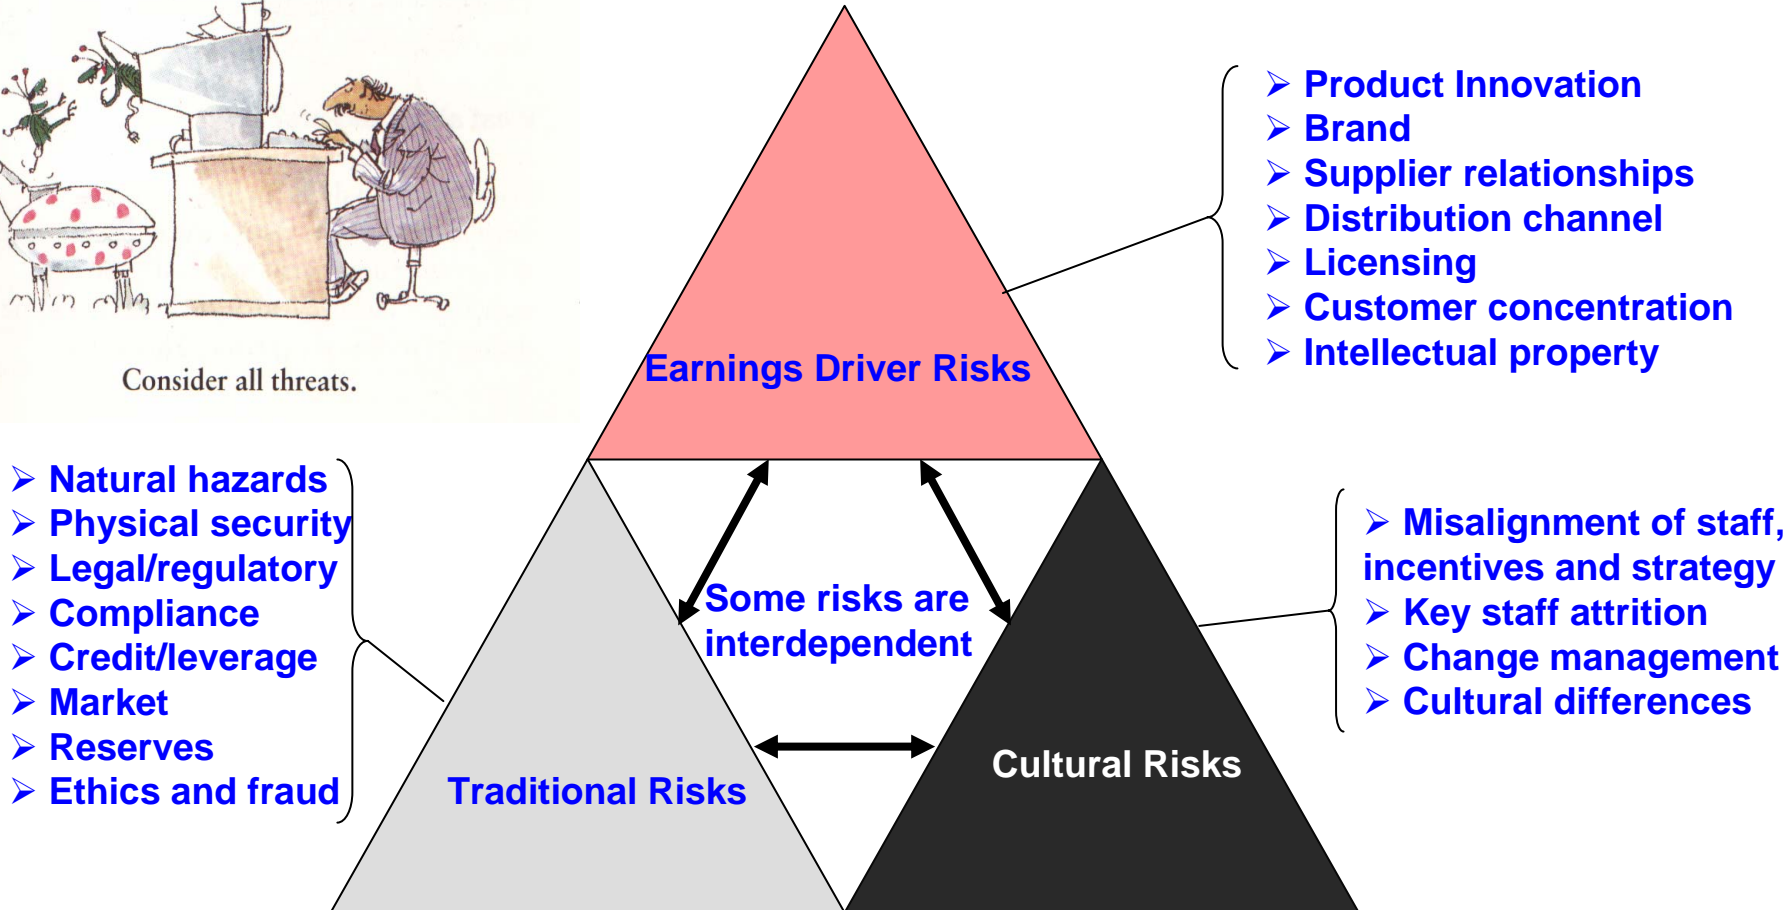 Consider all threats.
➢ Product Innovation
➢ Brand
➢ Supplier relationships
➢ Distribution channel
➢ Licensing
➢ Customer concentration
➢ Intellectual property
Earnings Driver Risks
➢ Natural hazards
➢ Physical security
➢ Legal/regulatory
➢ Compliance
➢ Credit/leverage
➢ Market
➢ Reserves
➢ Ethics and fraud
Some risks are
interdependent
➢ Misalignment of staff,
incentives and strategy
➢ Key staff attrition
➢ Change management
➢ Cultural differences
Traditional Risks
Cultural Risks